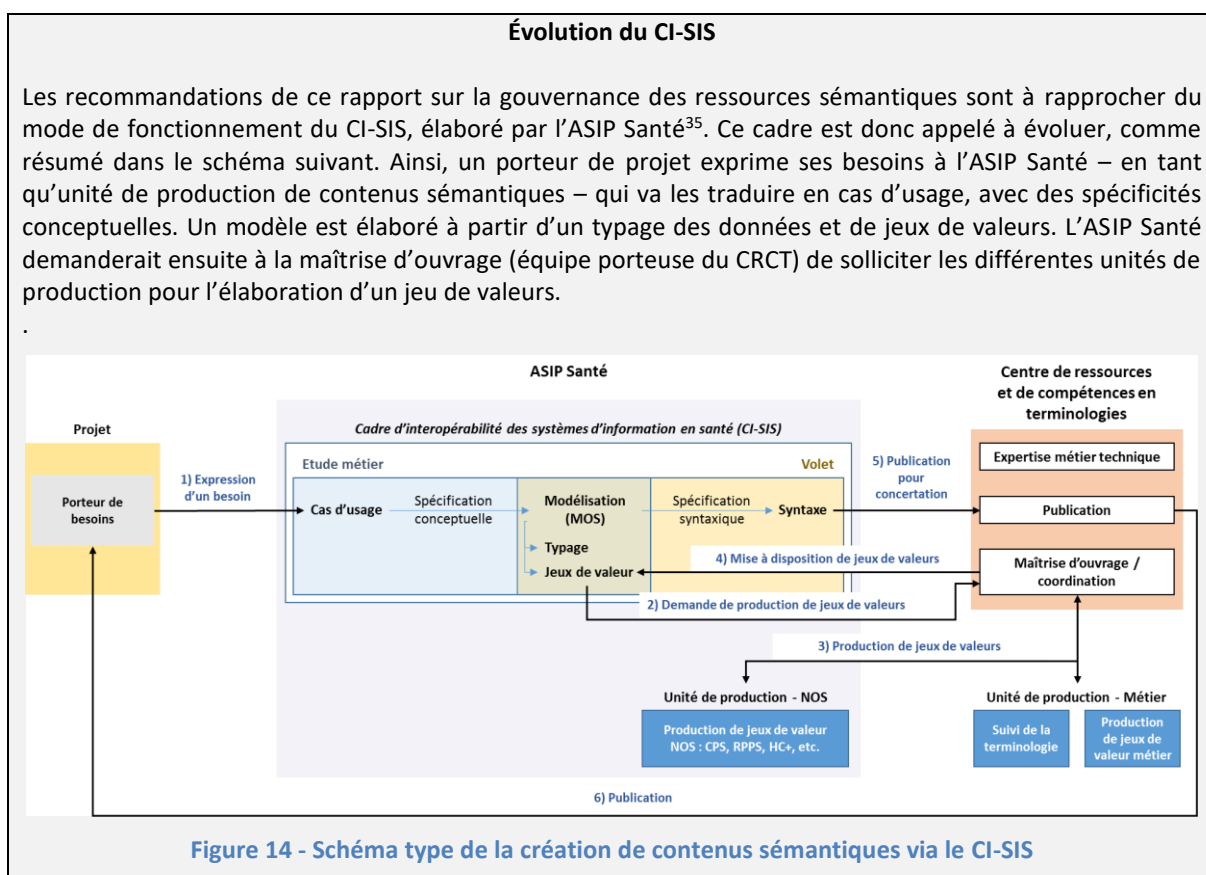 Évolution du CI-SIS
Les recommandations de ce rapport sur la gouvernance des ressources sémantiques sont à rapprocher du
mode de fonctionnement du CI-SIS, élaboré par l’ASIP Santé35. Ce cadre est donc appelé à évoluer, comme
résumé dans le schéma suivant. Ainsi, un porteur de projet exprime ses besoins à l’ASIP Santé – en tant
qu’unité de production de contenus sémantiques – qui va les traduire en cas d’usage, avec des spécificités
conceptuelles. Un modèle est élaboré à partir d’un typage des données et de jeux de valeurs. L’ASIP Santé
demanderait ensuite à la maîtrise d’ouvrage (équipe porteuse du CRCT) de solliciter les différentes unités de
production pour l’élaboration d’un jeu de valeurs.
.
ASIP Santé
Centre de ressources
et de compétences en
terminologies
Projet
Cadre d’interopérabilité des systèmes d’information en santé (CI-SIS)
Etude métier
Volet
1) Expression
d’un besoin
5) Publication
pour
concertation
Expertise métier technique
Porteur de
besoins
Cas d’usage
Spécification
conceptuelle
Modélisation
(MOS)
Spécification
syntaxique
Syntaxe
Publication
Typage
Jeux de valeur
4) Mise à disposition de jeux de valeurs
Maîtrise d’ouvrage /
coordination
2) Demande de production de jeux de valeurs
3) Production de jeux de valeurs
Unité de production - NOS
Unité de production - Métier
Production de jeux de valeur
NOS : CPS, RPPS, HC+, etc.
Suivi de la
terminologie
Production
de jeux de
valeur métier
6) Publication
Figure 14 - Schéma type de la création de contenus sémantiques via le CI-SIS